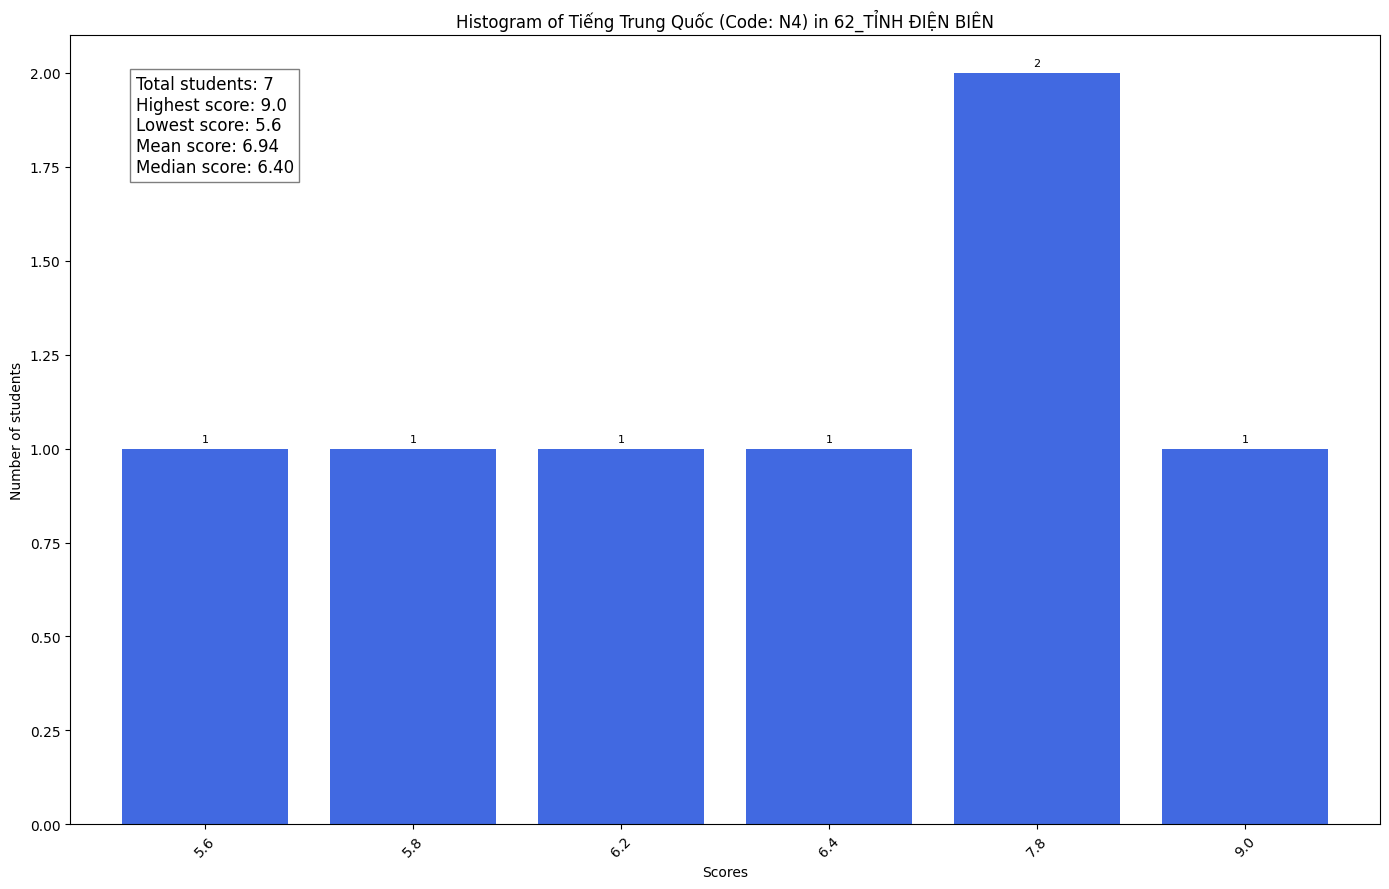 Histogram of Tiếng Trung Quốc (Code: N4) in 62_TỈNH ĐIỆN BIÊN
Total students: 7
Highest score: 9.0
Lowest score: 5.6
Mean score: 6.94
Median score: 6.40
Number of students
2.00
1.75
1.50
1.25
1.00
0.75
0.50
0.25
0.00
1
1
1
1
2
1
5.6
5.8
6.2
6.4
7.8
9.0
Scores